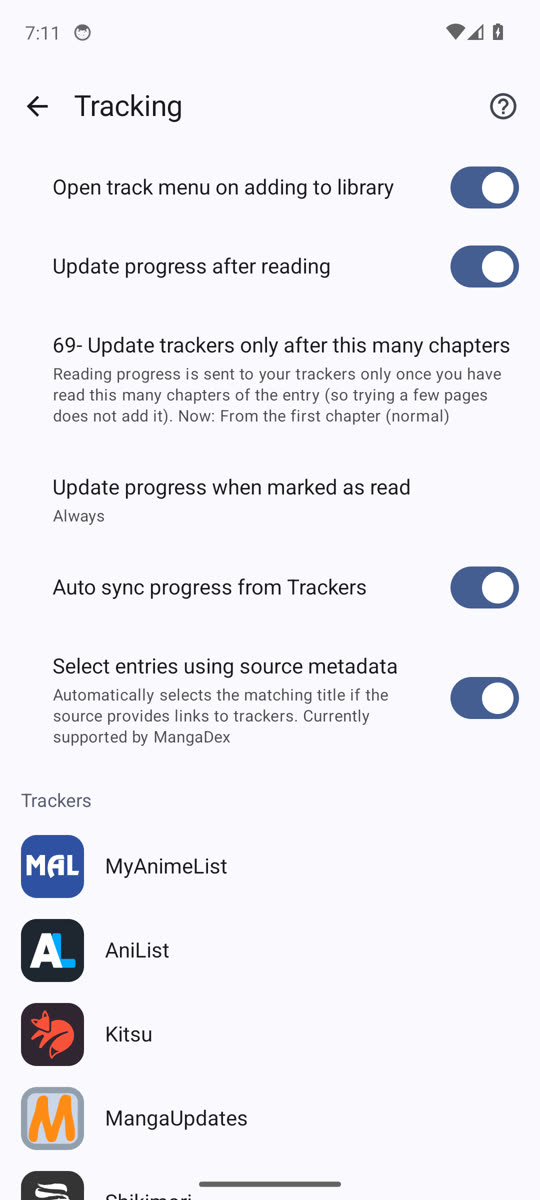 7:11
Tracking
Open track menu on adding to library
Update progress after reading
69- Update trackers only after this many chapters
Reading progress is sent to your trackers only once you have
read this many chapters of the entry (so trying a few pages
does not add it). Now: From the first chapter (normal)
Update progress when marked as read
Always
Auto sync progress from Trackers
Select entries using source metadata
Automatically selects the matching title if the
source provides links to trackers. Currently
supported by MangaDex
Trackers
MAL
MyAnimeList
AL
AniList
Kitsu
M
MangaUpdates